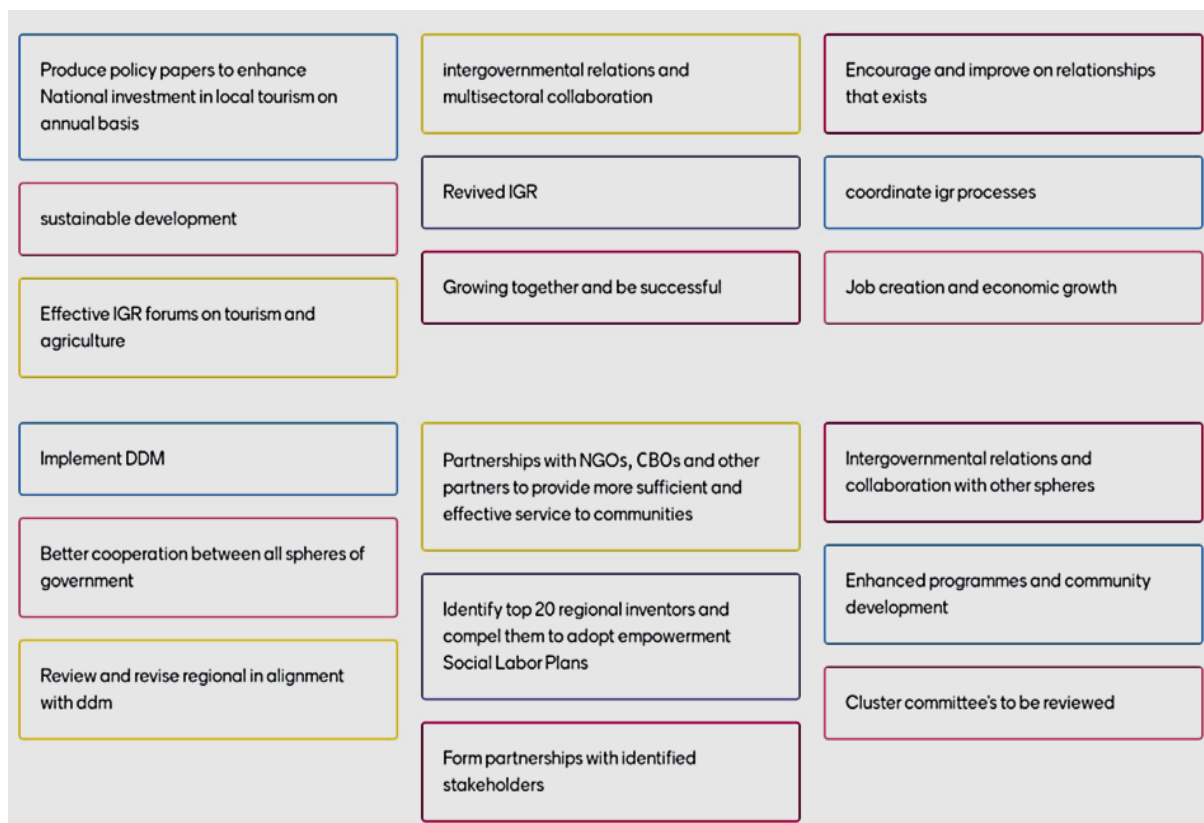 Produce policy papers to enhance
National investment in local tourism on
annual basis
sustainable development
Effective IGR forums on tourism and
agriculture
intergovernmental relations and
multisectoral collaboration
Revived IGR
Growing together and be successful
Encourage and improve on relationships
that exists
coordinate igr processes
Job creation and economic growth
Implement DDM
Better cooperation between all spheres of
government
Review and revise regional in alignment
with ddm
Partnerships with NGOs, CBOs and other
partners to provide more sufficient and
effective service to communities
Identify top 20 regional inventors and
compel them to adopt empowerment
Social Labor Plans
Form partnerships with identified
stakeholders
Intergovernmental relations and
collaboration with other spheres
Enhanced programmes and community
development
Cluster committee's to be reviewed